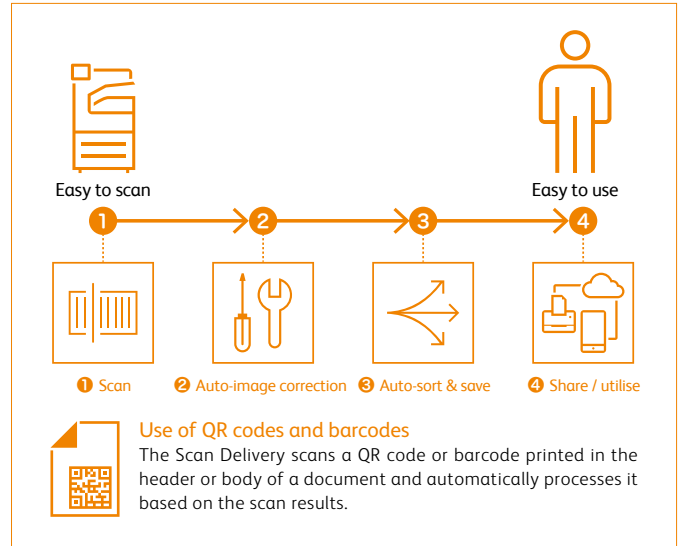 Easy to scan
Easy to use
1
2
3
4
❶ Scan
❷ Auto-image correction
❸ Auto-sort & save
❹ Share / utilise
Use of QR codes and barcodes
The Scan Delivery scans a QR code or barcode printed in the
header or body of a document and automatically processes it
based on the scan results.